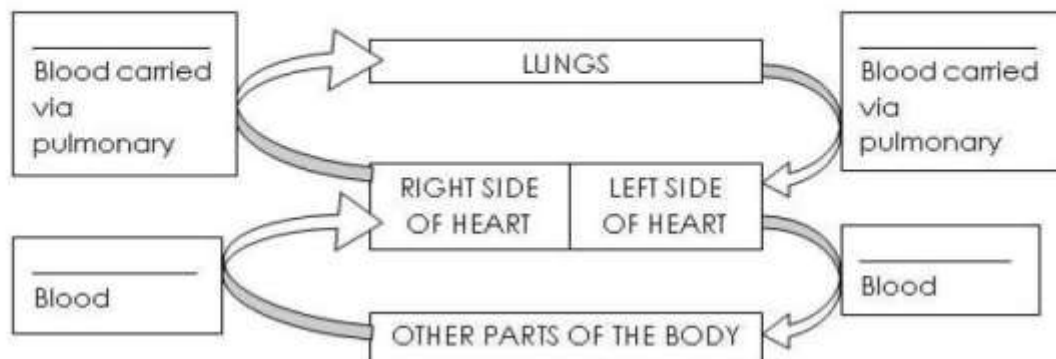 Blood carried
via
pulmonary
LUNGS
Blood carried
via
pulmonary
RIGHT SIDE
OF HEART
LEFT SIDE
OF HEART
Blood
Blood
OTHER PARTS OF THE BODY